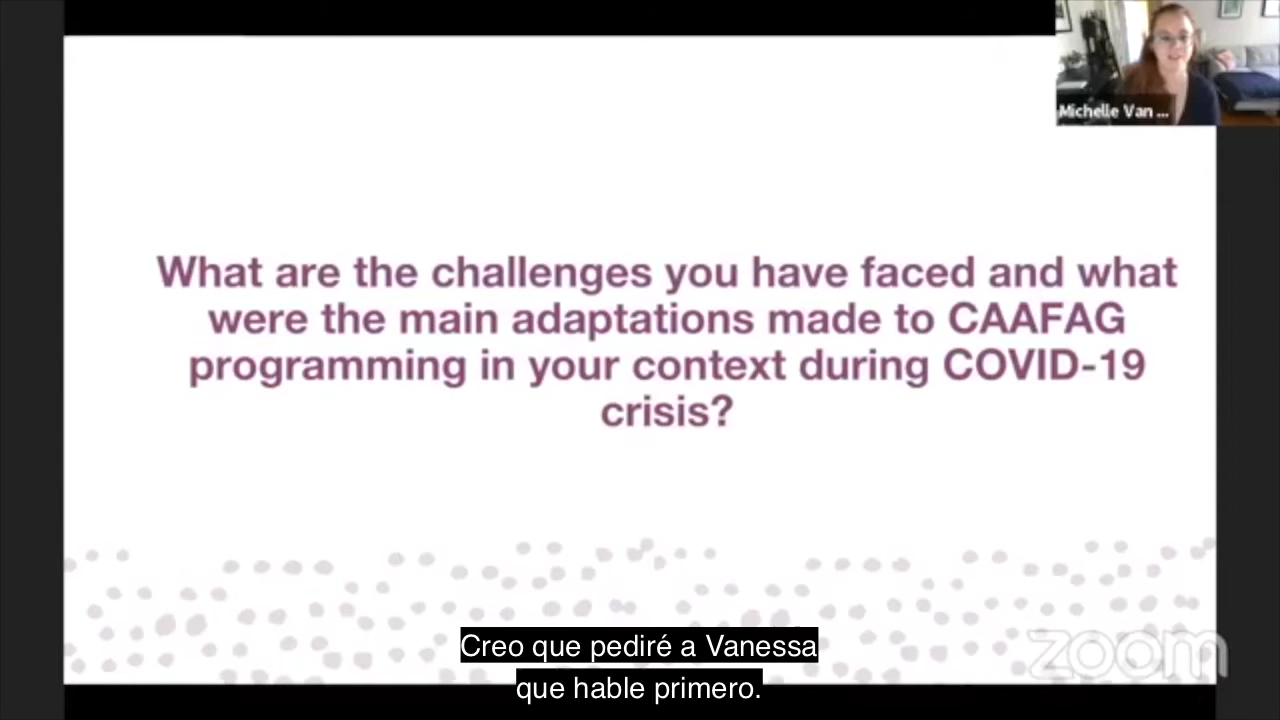 Michelle Van ...
What are the challenges you have faced and what
were the main adaptations made to CAAFAG
programming in your context during COVID-19
crisis?
zoom
Creo que pediré a Vanessa
que hable primero.